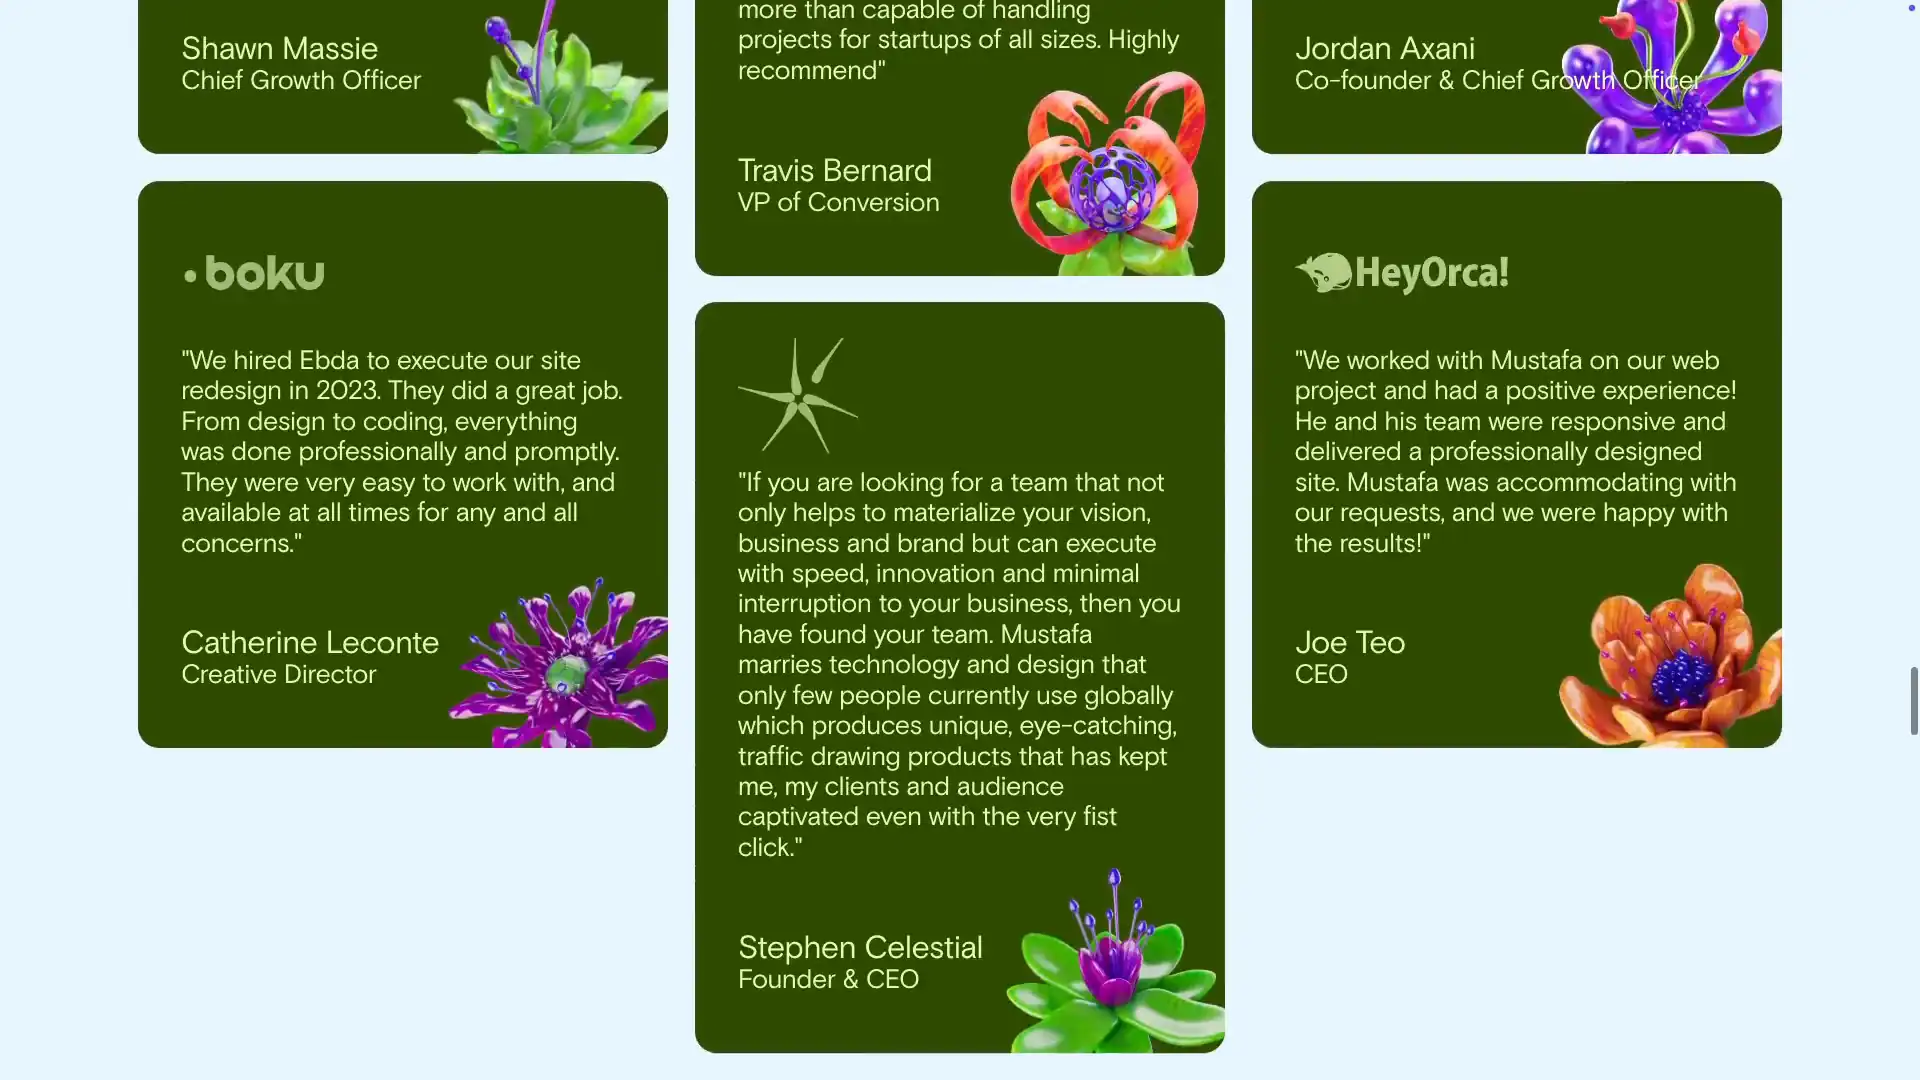 Shawn Massie
Chief Growth Officer
• boku
"We hired Ebda to execute our site
redesign in 2023. They did a great job.
From design to coding, everything
was done professionally and promptly.
They were very easy to work with, and
available at all times for any and all
concerns."
Catherine Leconte
Creative Director
more than capable of handling
projects for startups of all sizes. Highly
recommend"
Travis Bernard
VP of Conversion
"If you are looking for a team that not
only helps to materialize your vision,
business and brand but can execute
with speed, innovation and minimal
interruption to your business, then you
have found your team. Mustafa
marries technology and design that
only few people currently use globally
which produces unique, eye-catching,
traffic drawing products that has kept
me, my clients and audience
captivated even with the very fist
click."
Stephen Celestial
Founder & CEO
Jordan Axani
Co-founder & Chief Growth Officer
HeyOrca!
"We worked with Mustafa on our web
project and had a positive experience!
He and his team were responsive and
delivered a professionally designed
site. Mustafa was accommodating with
our requests, and we were happy with
the results!"
Joe Teo
CEO